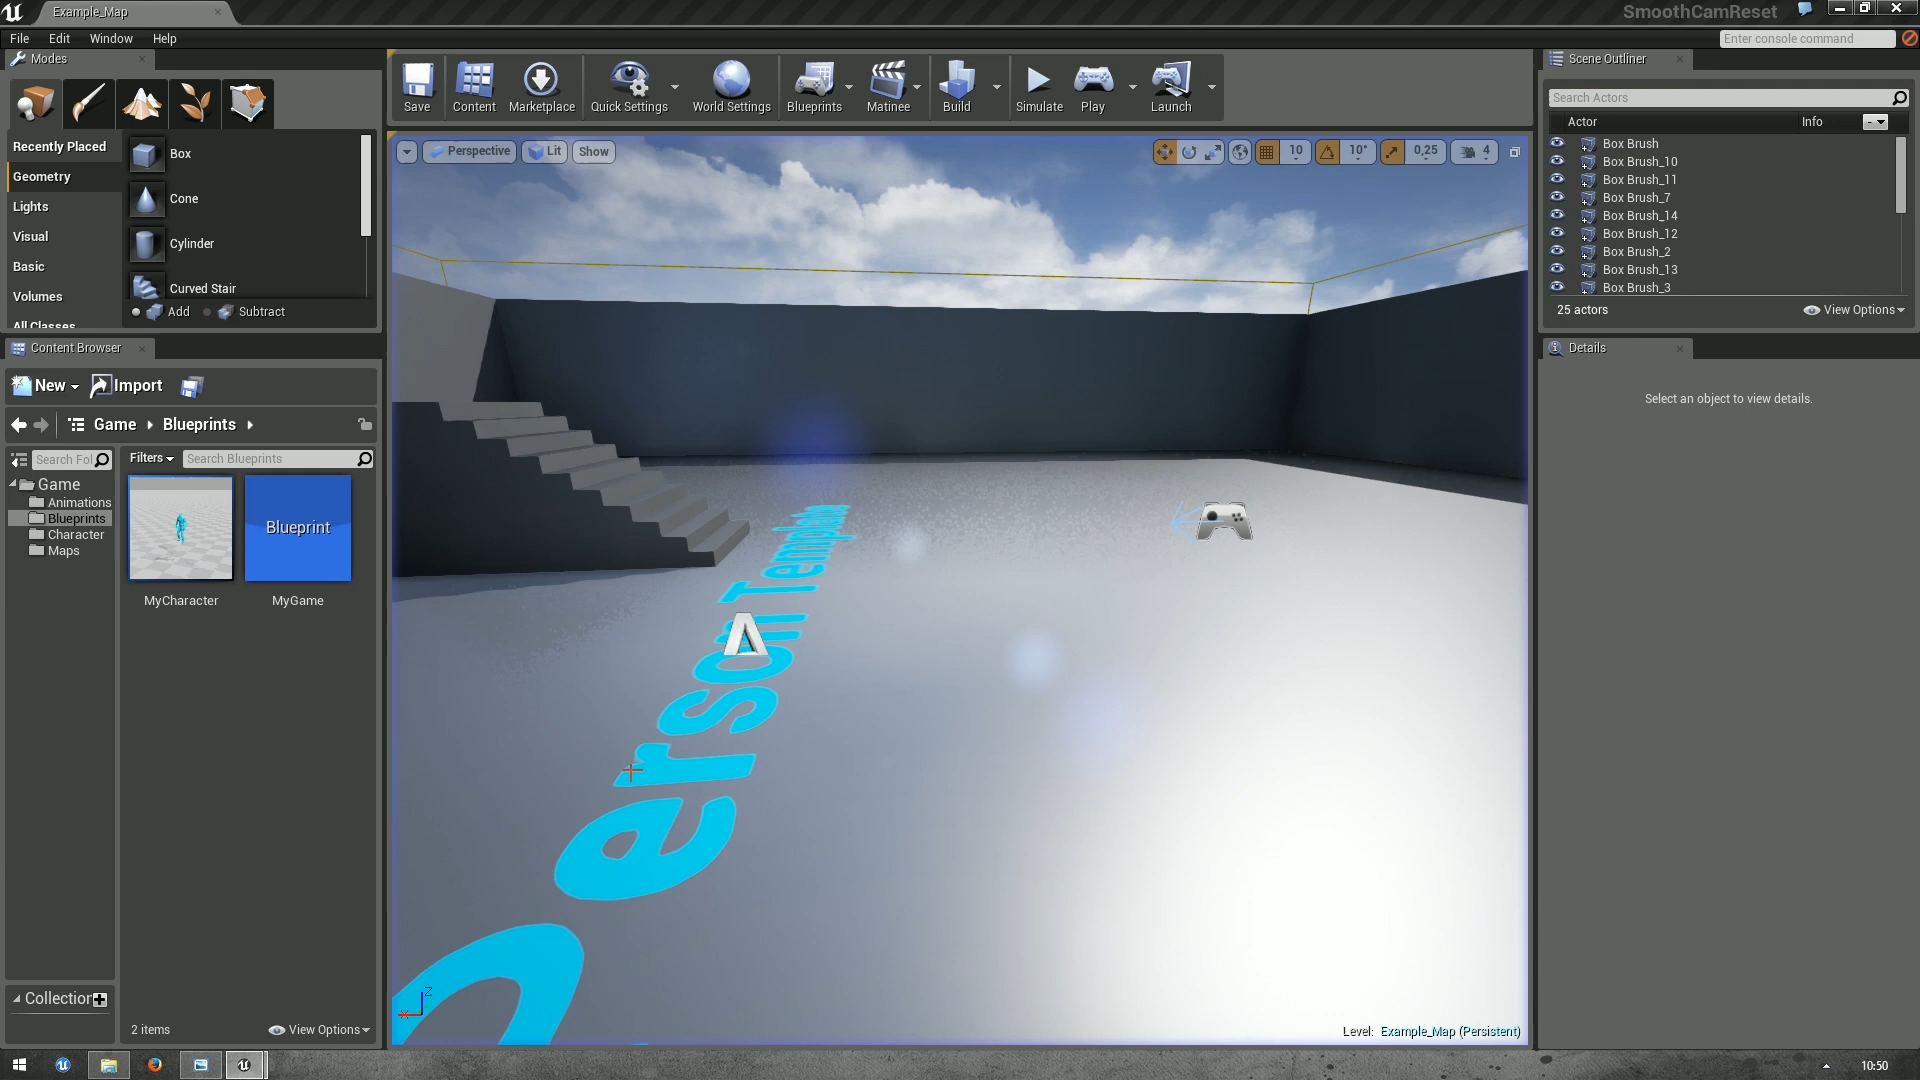 Example_Map
SmoothCamReset
File Edit Window Help
Enter console command
Modes
Recently Placed
Geometry
Lights
Visual
Basic
Volumes
All Classes
Box
Cone
Cylinder
Curved Stair
Add Subtract
Save Content Marketplace Quick Settings World Settings Blueprints Matinee Build Simulate Play Launch
Perspective Lit Show
10 10° 0,25 4
erson Template
Level: Example_Map (Persistent)
Z
X
Content Browser
New Import
Game Blueprints
Search Fol
Filters Search Blueprints
Game
Animations
Blueprints
Character
Maps
Blueprint
MyCharacter MyGame
Collection
2 items View Options
Scene Outliner
Search Actors
Actor Info
Box Brush
Box Brush_10
Box Brush_11
Box Brush_7
Box Brush_14
Box Brush_12
Box Brush_2
Box Brush_13
Box Brush_3
25 actors View Options
Details
Select an object to view details.
10:50